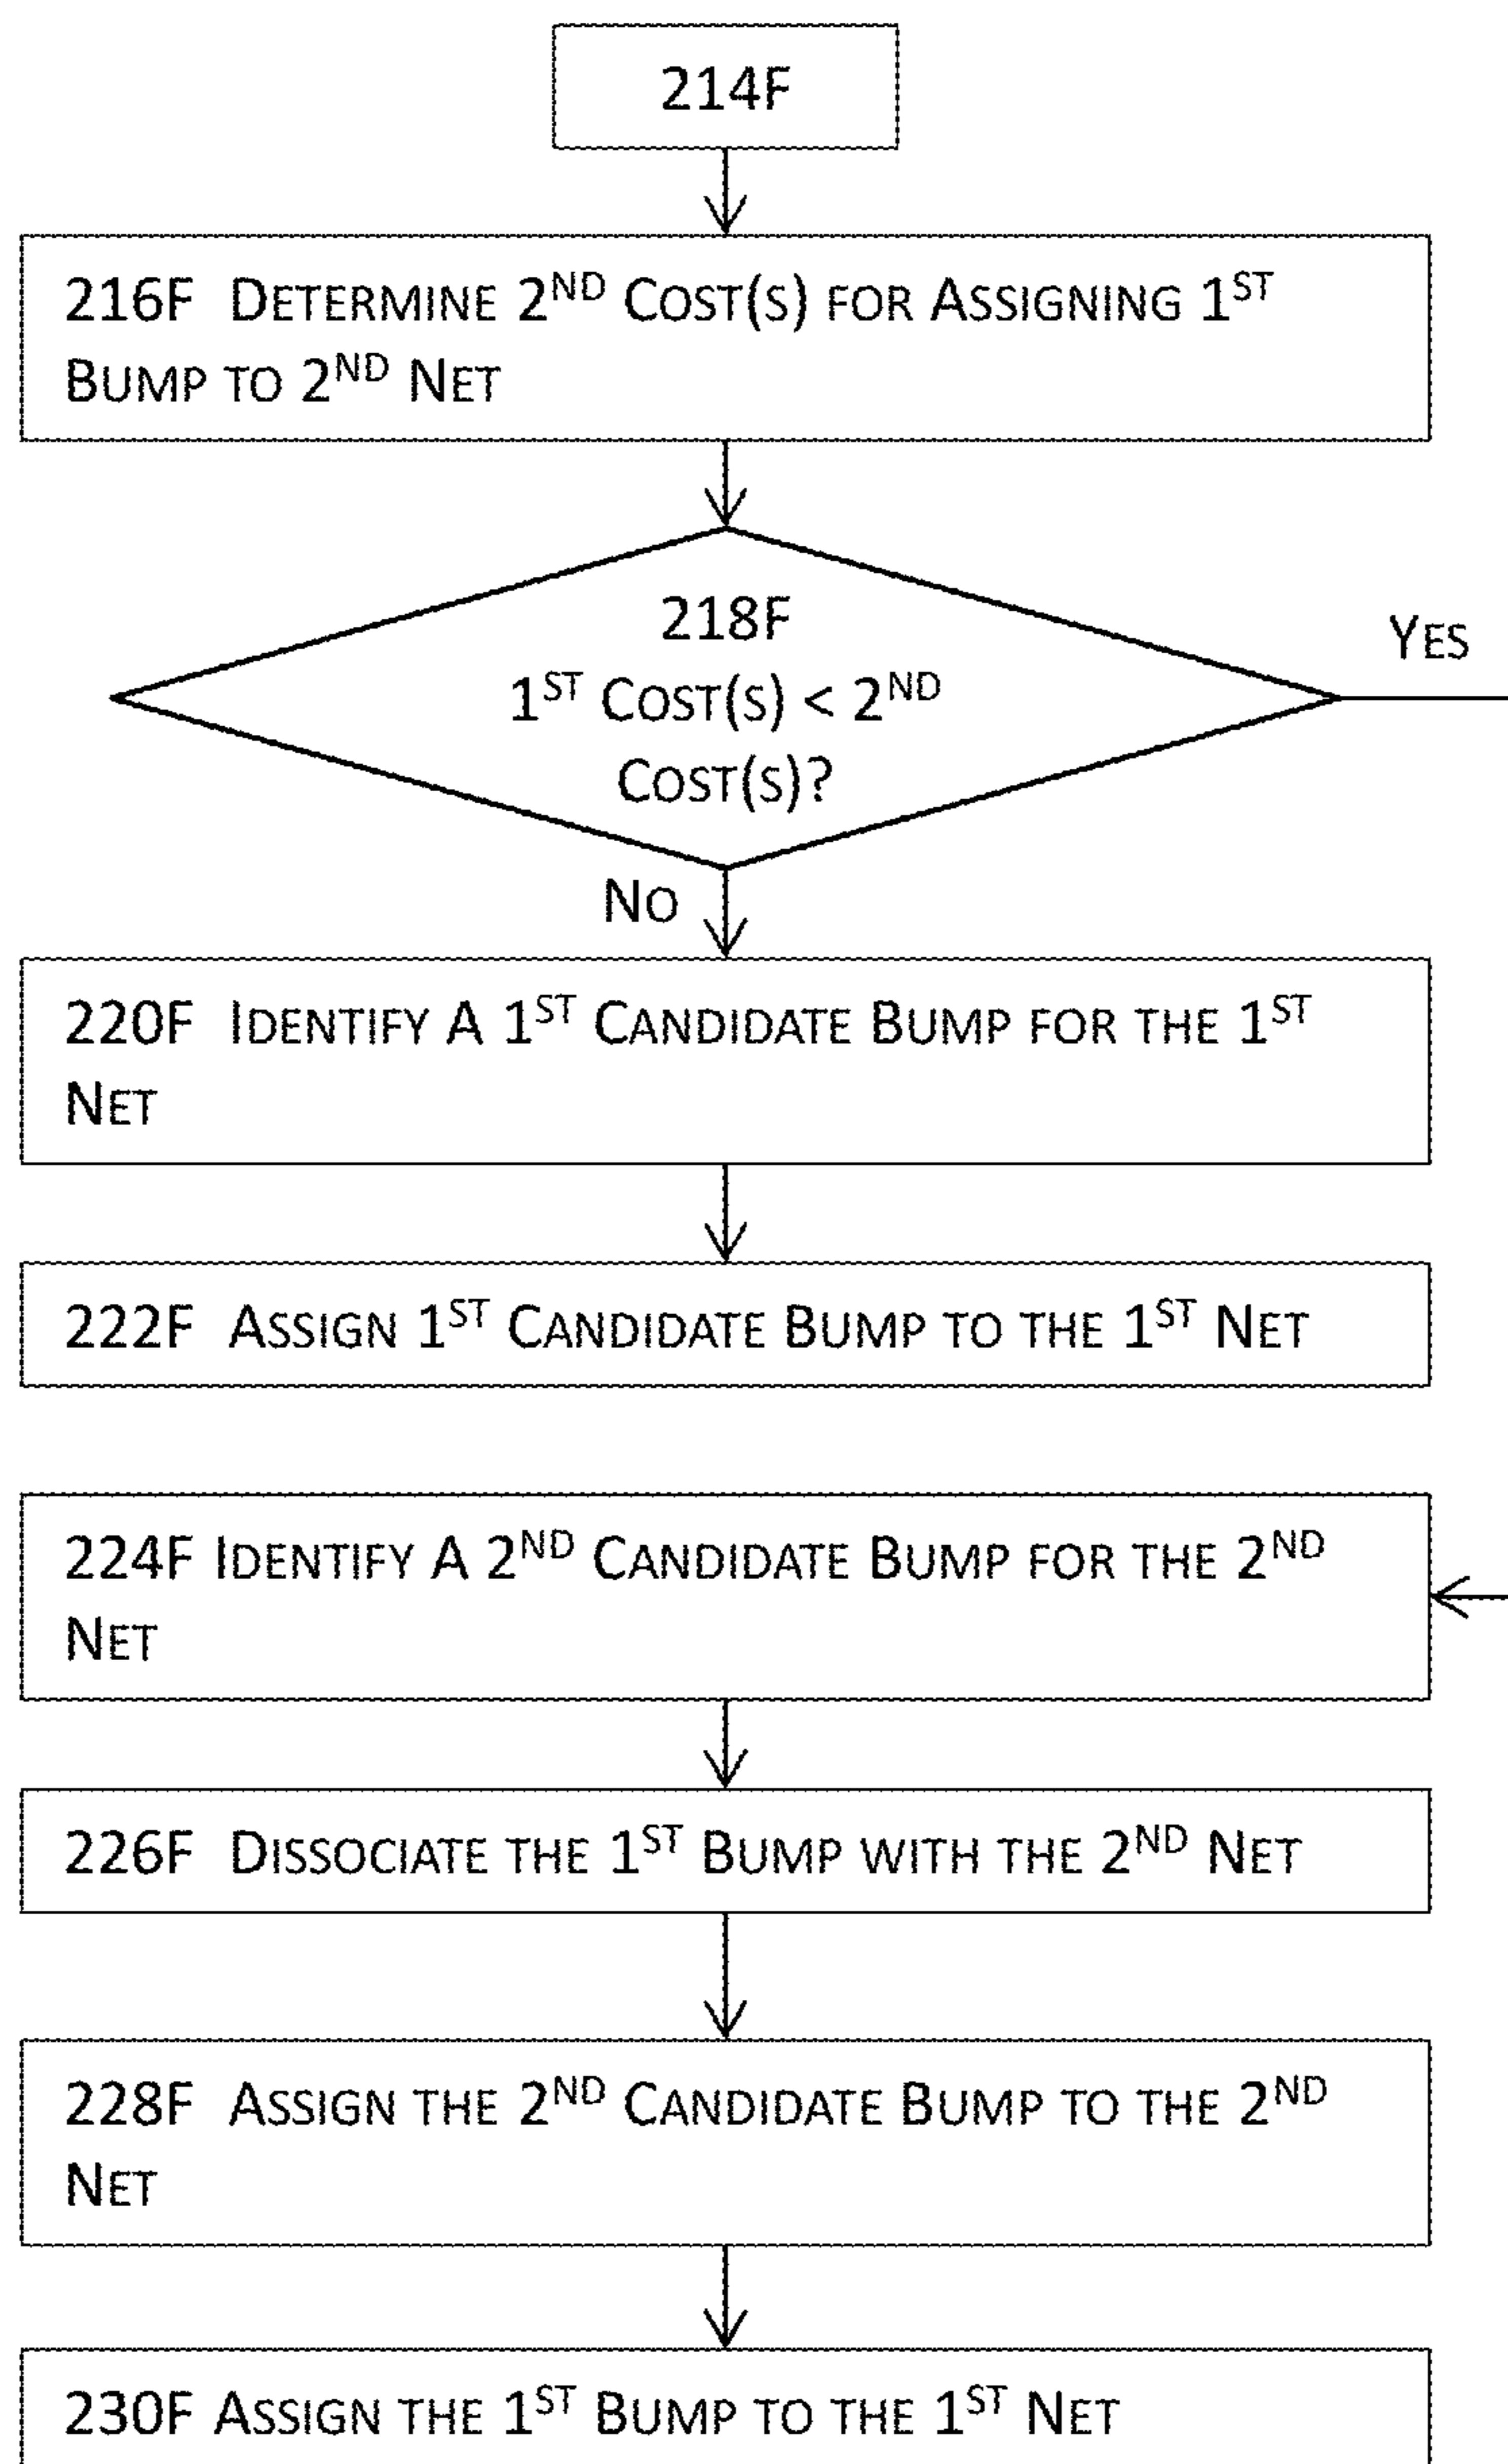 214F
216F DETERMINE 2ND COST(S) FOR ASSIGNING 1ST
BUMP TO 2ND NET
218F
1ST COST(S) < 2ND
COST(S)?
YES
NO
220F IDENTIFY A 1ST CANDIDATE BUMP FOR THE 1ST
NET
222F ASSIGN 1ST CANDIDATE BUMP TO THE 1ST NET
224F IDENTIFY A 2ND CANDIDATE BUMP FOR THE 2ND
NET
226F DISSOCIATE THE 1ST BUMP WITH THE 2ND NET
228F ASSIGN THE 2ND CANDIDATE BUMP TO THE 2ND
NET
230F ASSIGN THE 1ST BUMP TO THE 1ST NET